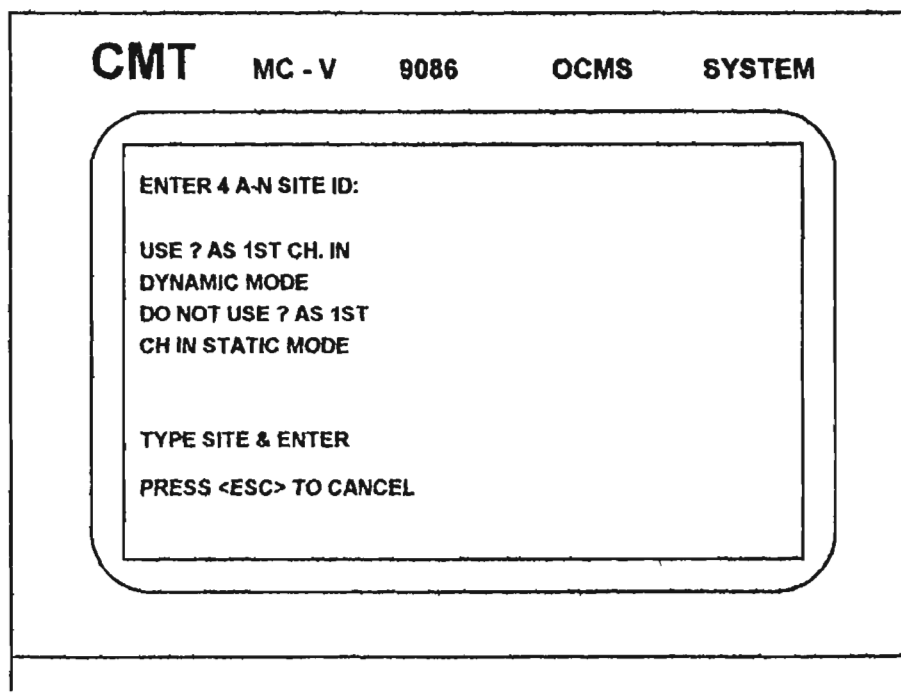 CMT MC - V 9086 OCMS SYSTEM
ENTER 4 A-N SITE ID:
USE ? AS 1ST CH. IN
DYNAMIC MODE
DO NOT USE ? AS 1ST
CH IN STATIC MODE
TYPE SITE & ENTER
PRESS <ESC> TO CANCEL